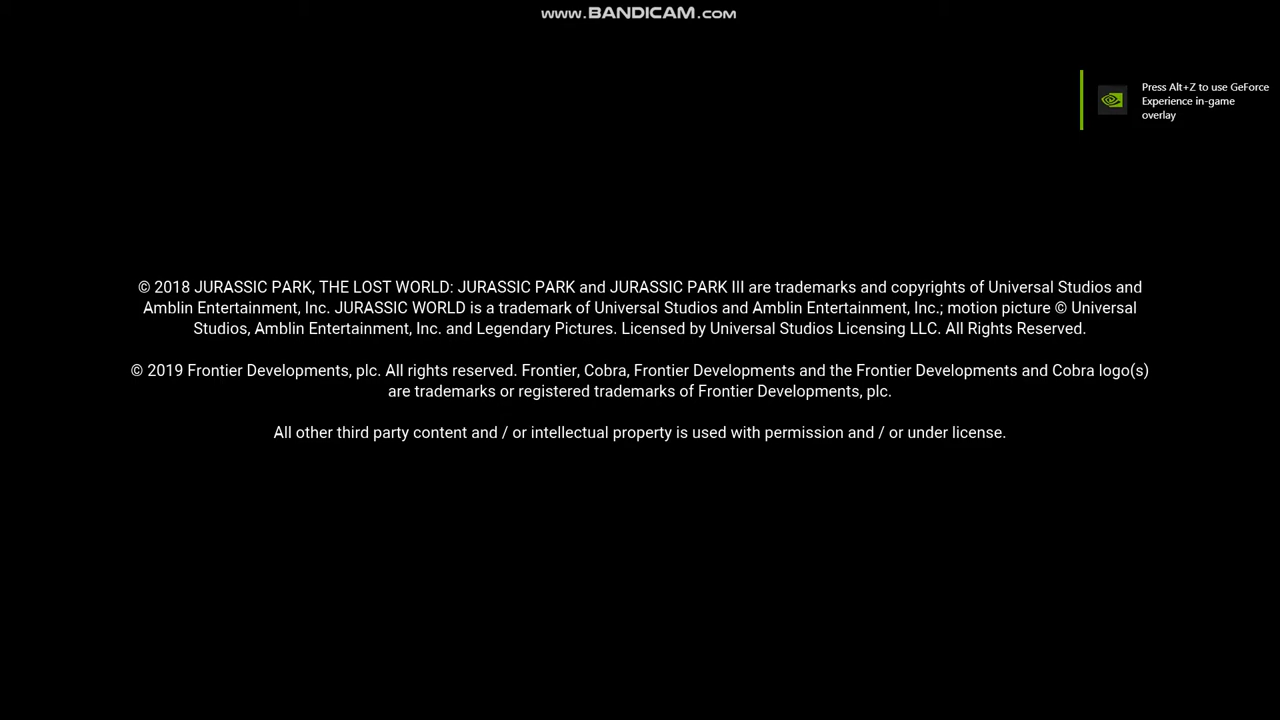 www.BANDICAM.com
Press Alt+Z to use GeForce
Experience in-game
overlay
© 2018 JURASSIC PARK, THE LOST WORLD: JURASSIC PARK and JURASSIC PARK III are trademarks and copyrights of Universal Studios and
Amblin Entertainment, Inc. JURASSIC WORLD is a trademark of Universal Studios and Amblin Entertainment, Inc.; motion picture © Universal
Studios, Amblin Entertainment, Inc. and Legendary Pictures. Licensed by Universal Studios Licensing LLC. All Rights Reserved.
© 2019 Frontier Developments, plc. All rights reserved. Frontier, Cobra, Frontier Developments and the Frontier Developments and Cobra logo(s)
are trademarks or registered trademarks of Frontier Developments, plc.
All other third party content and / or intellectual property is used with permission and / or under license.